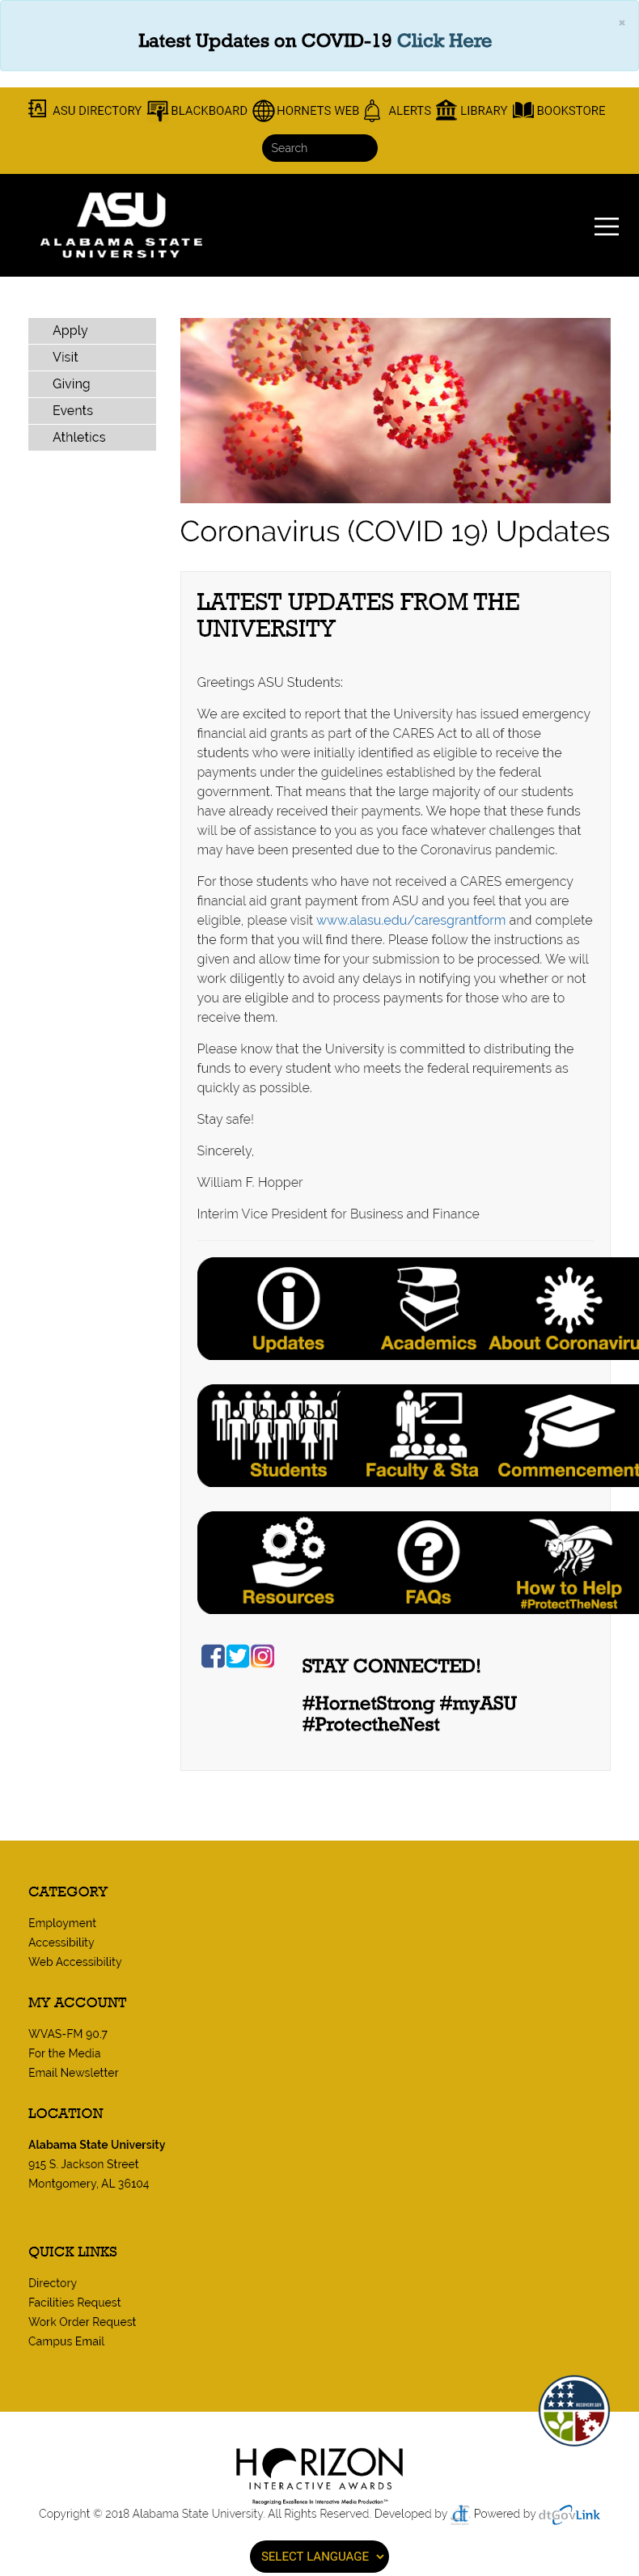 ×
Latest Updates on COVID-19 Click Here
ASU DIRECTORY BLACKBOARD HORNETS WEB ALERTS LIBRARY BOOKSTORE
Search
ASU
ALABAMA STATE
UNIVERSITY
Apply
Visit
Giving
Events
Athletics
Coronavirus (COVID 19) Updates
LATEST UPDATES FROM THE
UNIVERSITY
Greetings ASU Students:
We are excited to report that the University has issued emergency
financial aid grants as part of the CARES Act to all of those
students who were initially identified as eligible to receive the
payments under the guidelines established by the federal
government. That means that the large majority of our students
have already received their payments. We hope that these funds
will be of assistance to you as you face whatever challenges that
may have been presented due to the Coronavirus pandemic.
For those students who have not received a CARES emergency
financial aid grant payment from ASU and you feel that you are
eligible, please visit www.alasu.edu/caresgrantform and complete
the form that you will find there. Please follow the instructions as
given and allow time for your submission to be processed. We will
work diligently to avoid any delays in notifying you whether or not
you are eligible and to process payments for those who are to
receive them.
Please know that the University is committed to distributing the
funds to every student who meets the federal requirements as
quickly as possible.
Stay safe!
Sincerely,
William F. Hopper
Interim Vice President for Business and Finance
Updates Academics About Coronaviru
Students Faculty & Sta Commencement
Resources FAQs How to Help
#ProtectTheNest
STAY CONNECTED!
#HornetStrong #myASU
#ProtectheNest
CATEGORY
Employment
Accessibility
Web Accessibility
MY ACCOUNT
WVAS-FM 90.7
For the Media
Email Newsletter
LOCATION
Alabama State University
915 S. Jackson Street
Montgomery, AL 36104
QUICK LINKS
Directory
Facilities Request
Work Order Request
Campus Email
RECOVERY.GOV
HORIZON
INTERACTIVE AWARDS
Recognizing Excellence In Interactive Media Production™
Copyright © 2018 Alabama State University. All Rights Reserved. Developed by dt. Powered by dtGovLink
SELECT LANGUAGE